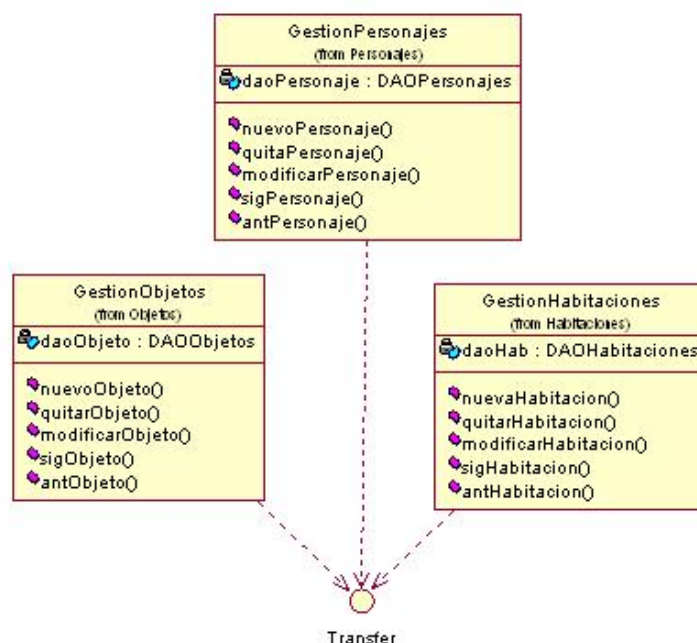 GestionPersonajes
(from Personajes)
daoPersonaje : DAOPersonajes
nuevoPersonaje()
quitaPersonaje()
modificarPersonaje()
sigPersonaje()
antPersonaje()
GestionObjetos
(from Objetos)
daoObjeto : DAOObjetos
nuevoObjeto()
quitarObjeto()
modificarObjeto()
sigObjeto()
antObjeto()
GestionHabitaciones
(from Habitaciones)
daoHab : DAOHabitaciones
nuevaHabitacion()
quitarHabitacion()
modificarHabitacion()
sigHabitacion()
antHabitacion()
Transfer